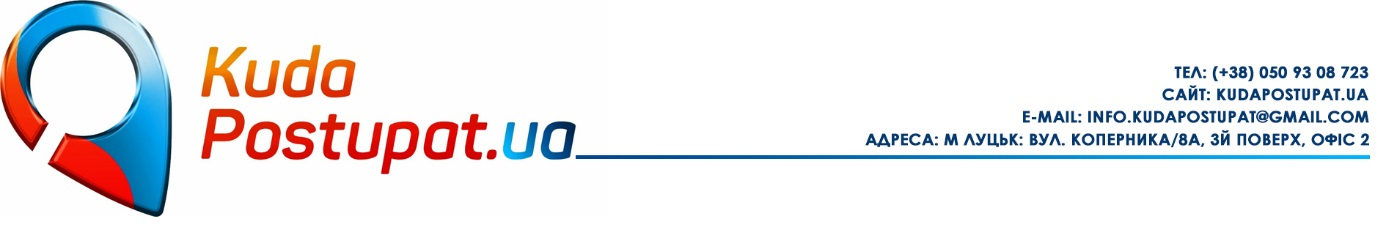 Kuda
Postupat.ua
ТЕЛ: (+38) 050 93 08 723
САЙТ: KUDAPOSTUPAT.UA
E-MAIL: INFO.KUDAPOSTUPAT@GMAIL.COM
АДРЕСА: М ЛУЦЬК: ВУЛ. КОПЕРНИКА/8А, 3Й ПОВЕРХ, ОФІС 2